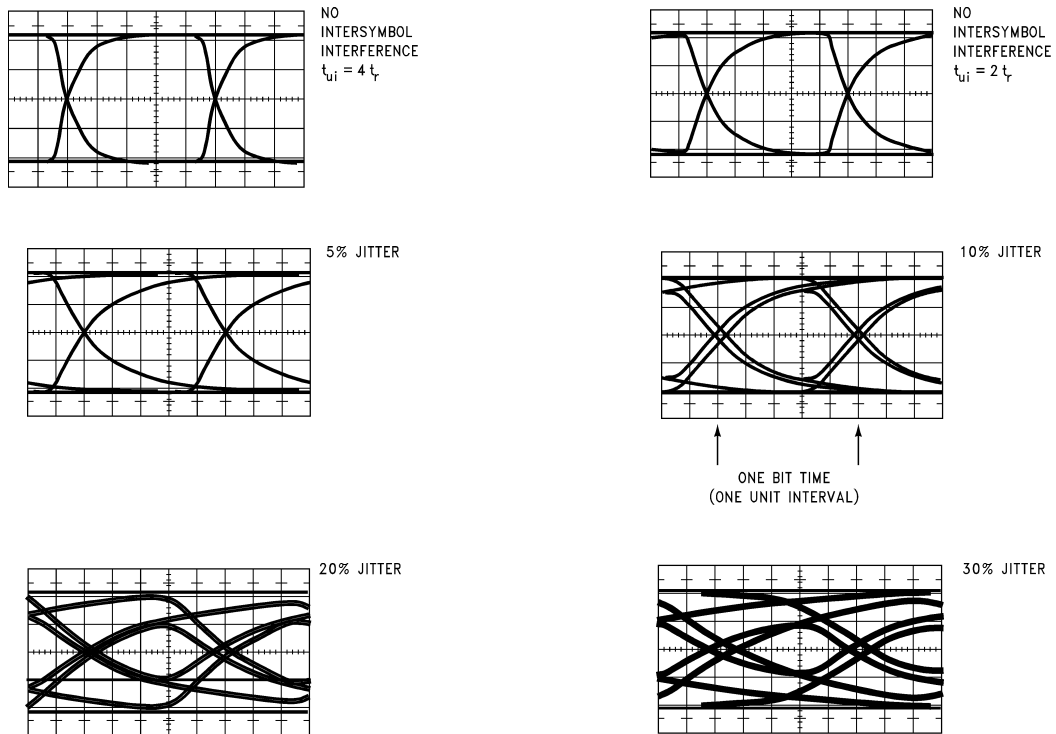 NO
INTERSYMBOL
INTERFERENCE
t_ui = 4 t_r
NO
INTERSYMBOL
INTERFERENCE
t_ui = 2 t_r
5% JITTER
10% JITTER
ONE BIT TIME
(ONE UNIT INTERVAL)
20% JITTER
30% JITTER